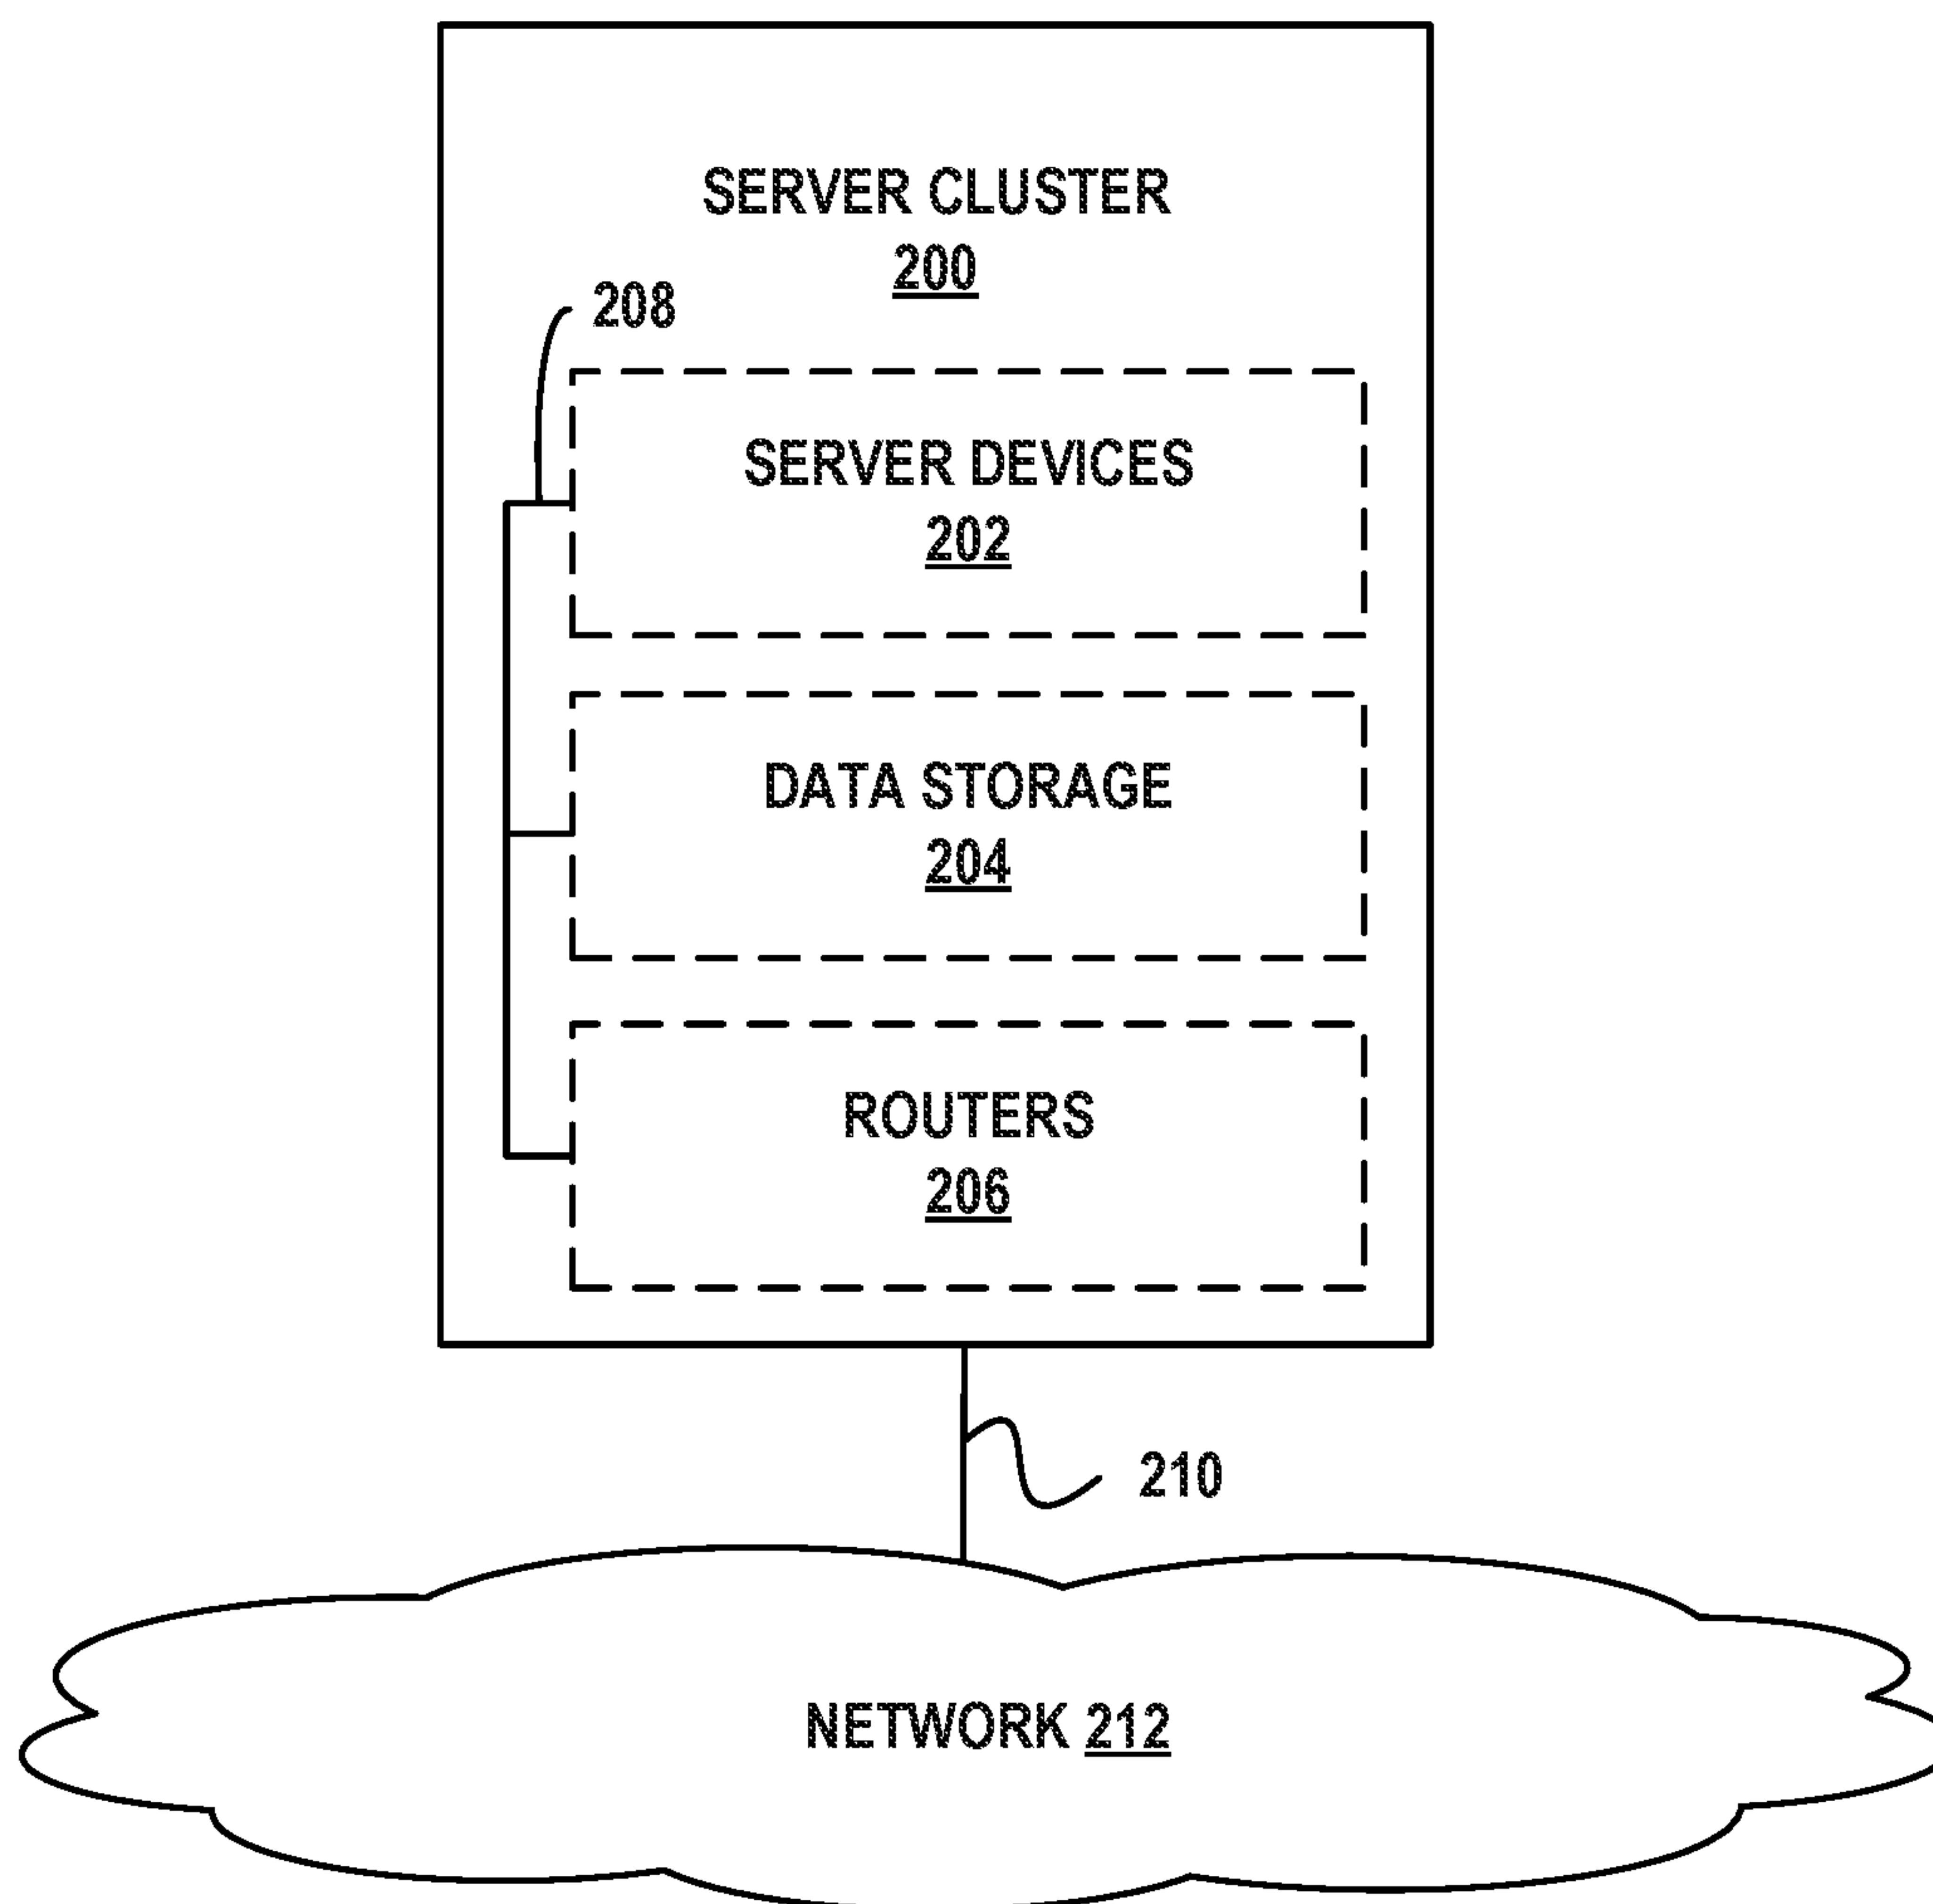 SERVER CLUSTER
200
208
SERVER DEVICES
202
DATA STORAGE
204
ROUTERS
206
210
NETWORK 212